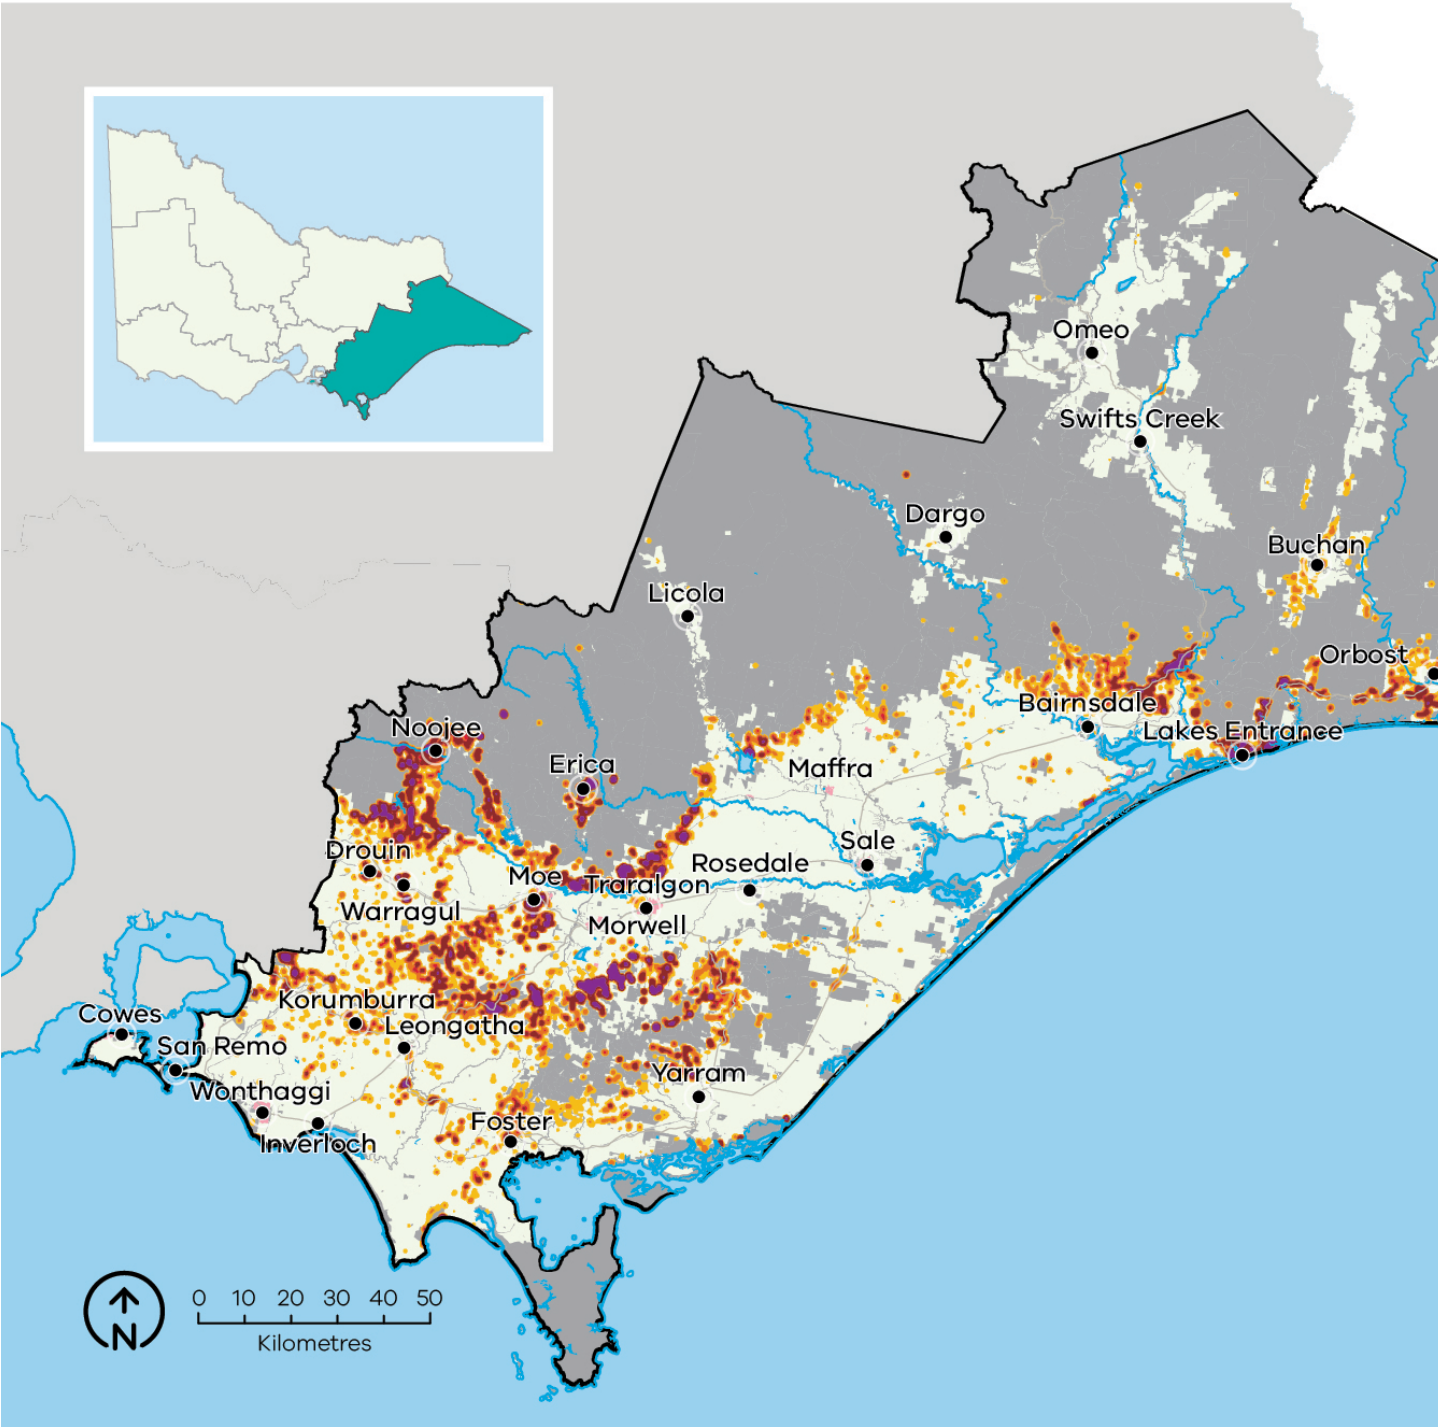 Omeo
Swifts Creek
Dargo
Buchan
Licola
Orbost
Bairnsdale
Noojee
Lakes Entrance
Erica
Maffra
Drouin
Sale
Rosedale
Moe
Traralgon
Warragul
Morwell
Korumburra
Cowes
Leongatha
San Remo
Yarram
Wonthaggi
Foster
Inverloch
0 10 20 30 40 50
Kilometres
N